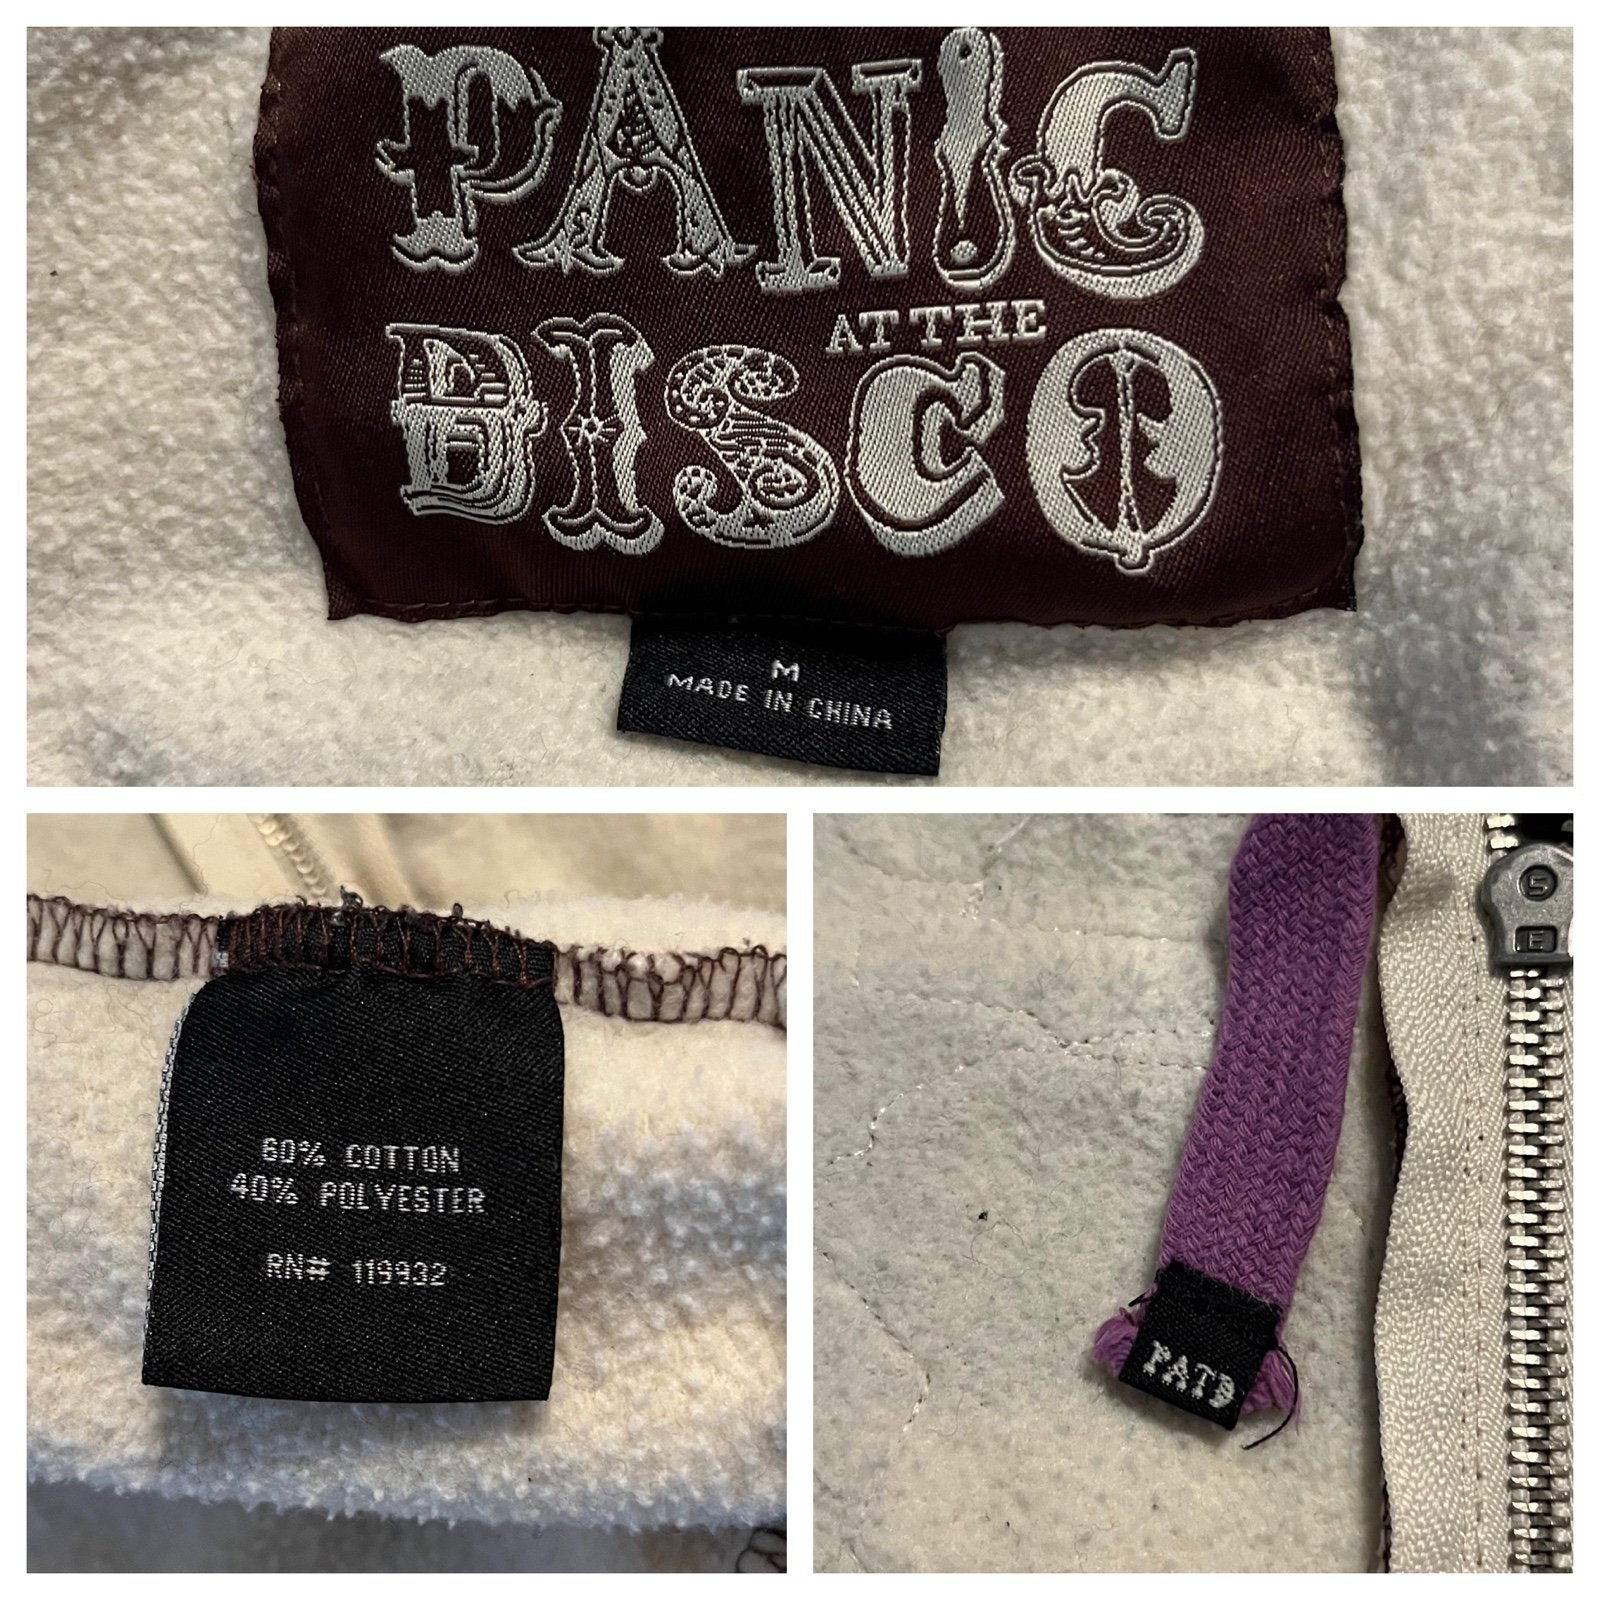 PANIC
AT THE
DISCO
M
MADE IN CHINA
60% COTTON
40% POLYESTER
RN# 119932
PATD
S
E